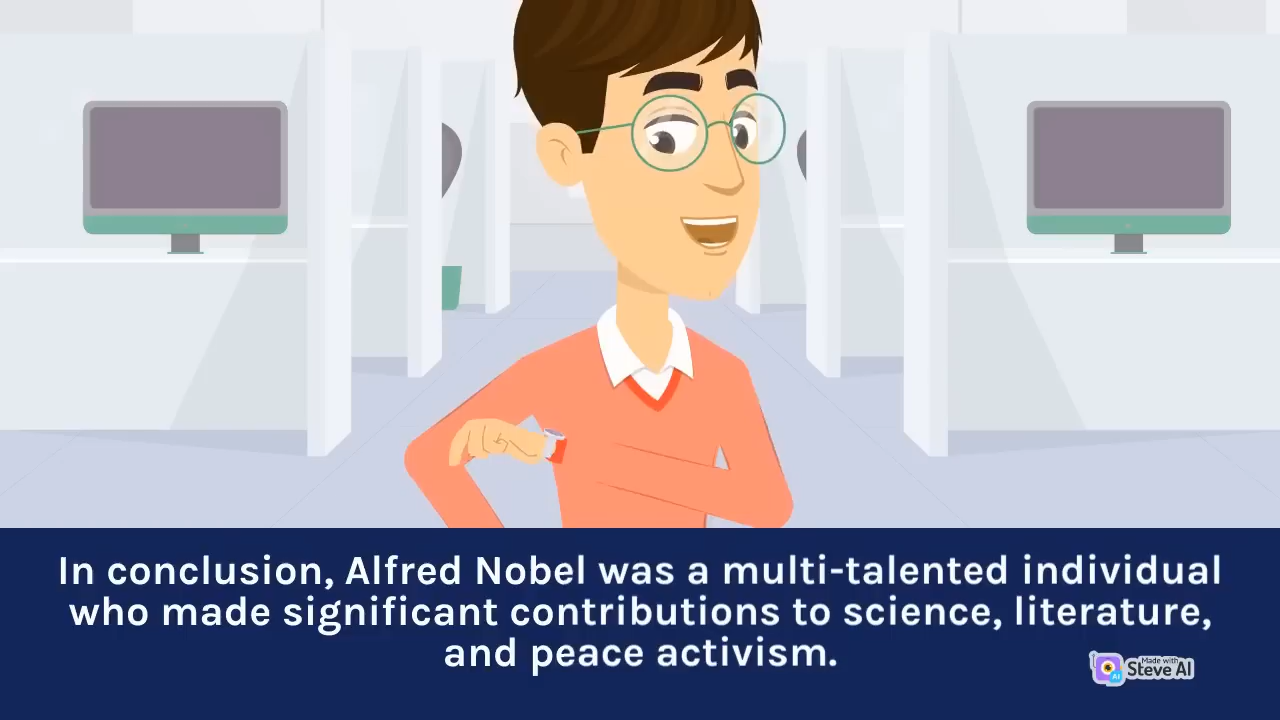 In conclusion, Alfred Nobel was a multi-talented individual
who made significant contributions to science, literature,
and peace activism.
Made with
Steve AI
AI